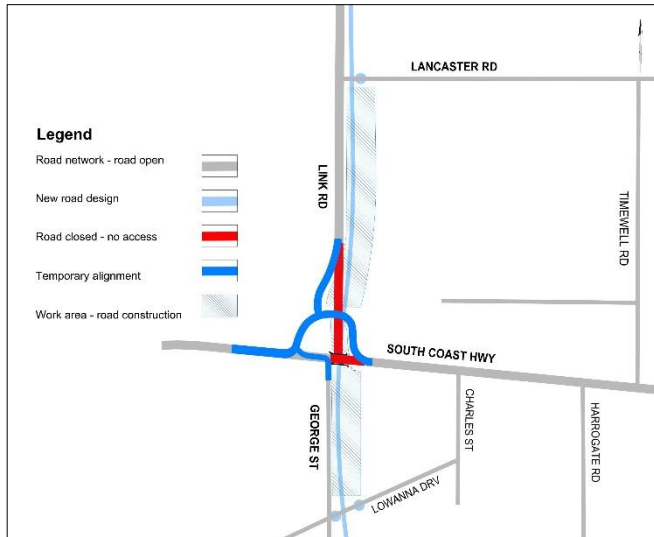 LANCASTER RD
Legend
Road network - road open
New road design
Road closed - no access
Temporary alignment
Work area - road construction
LINK RD
TIMEWELL RD
SOUTH COAST HWY
GEORGE ST
CHARLES ST
HARROGATE RD
LOWANNA DRV